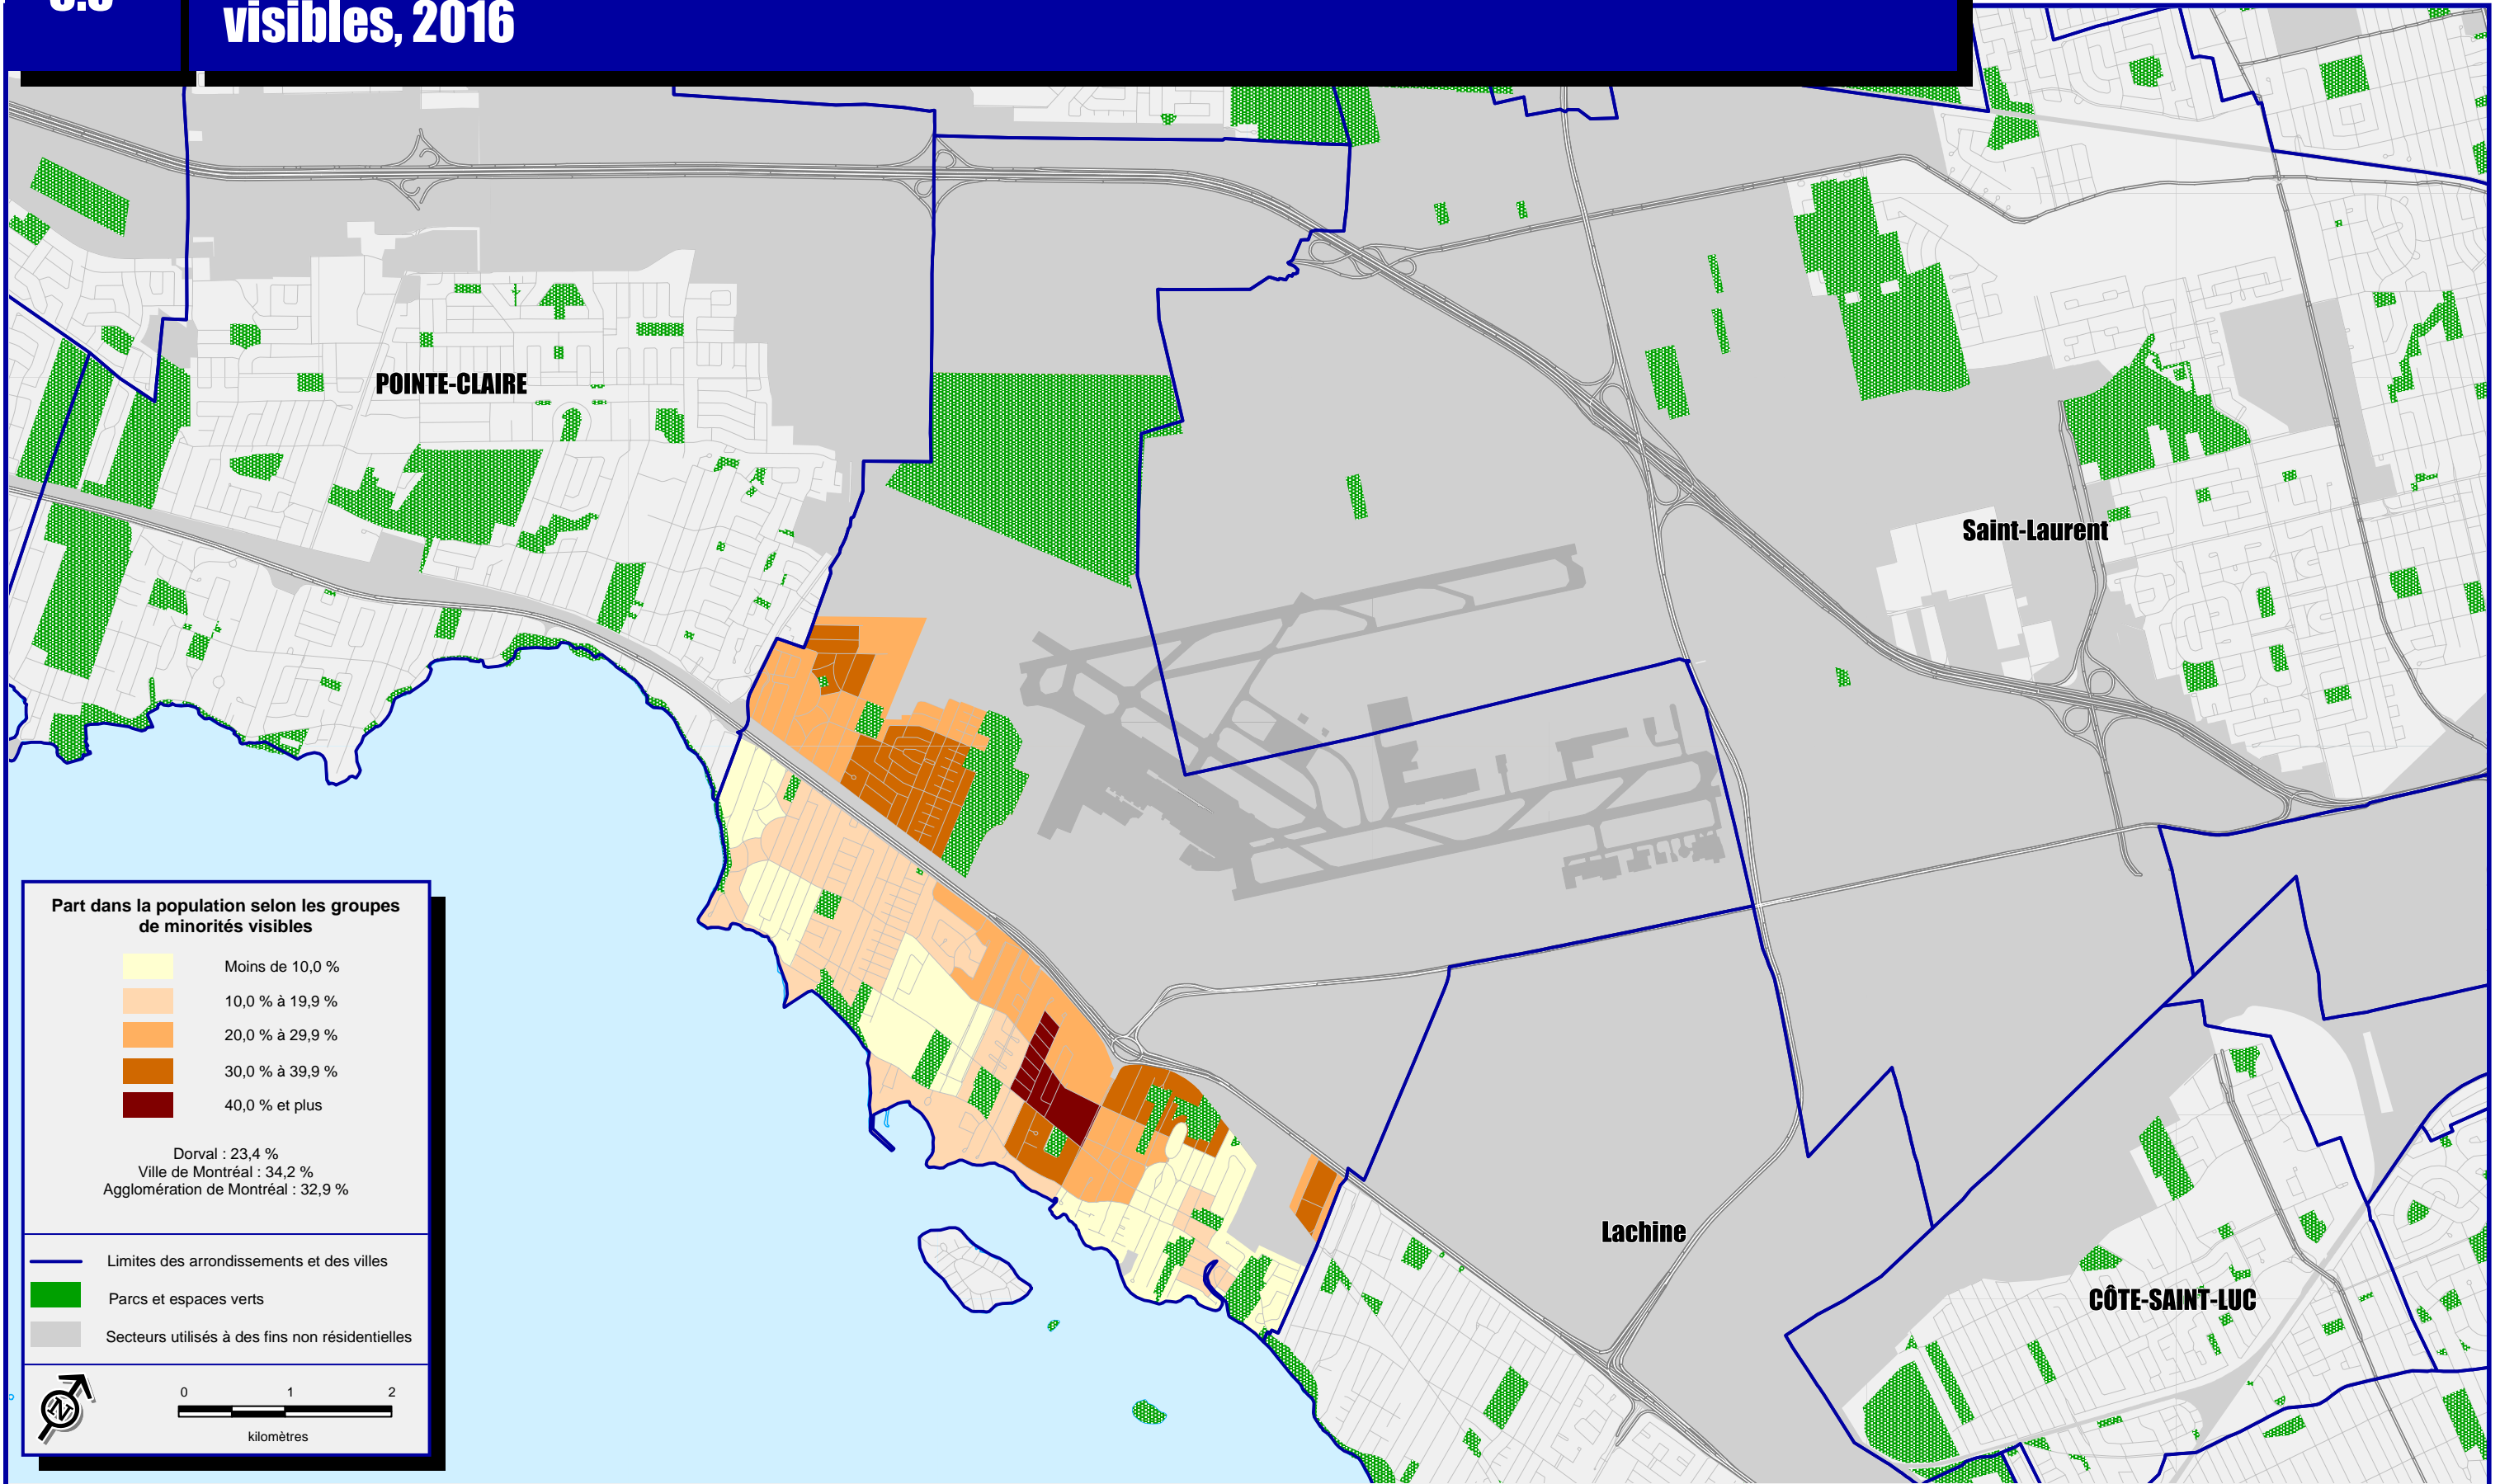 visibles, 2016
POINTE-CLAIRE
Saint-Laurent
Lachine
CÔTE-SAINT-LUC
Part dans la population selon les groupes
de minorités visibles
Moins de 10,0 %
10,0 % à 19,9 %
20,0 % à 29,9 %
30,0 % à 39,9 %
40,0 % et plus
Dorval : 23,4 %
Ville de Montréal : 34,2 %
Agglomération de Montréal : 32,9 %
Limites des arrondissements et des villes
Parcs et espaces verts
Secteurs utilisés à des fins non résidentielles
N
0 1 2
kilomètres